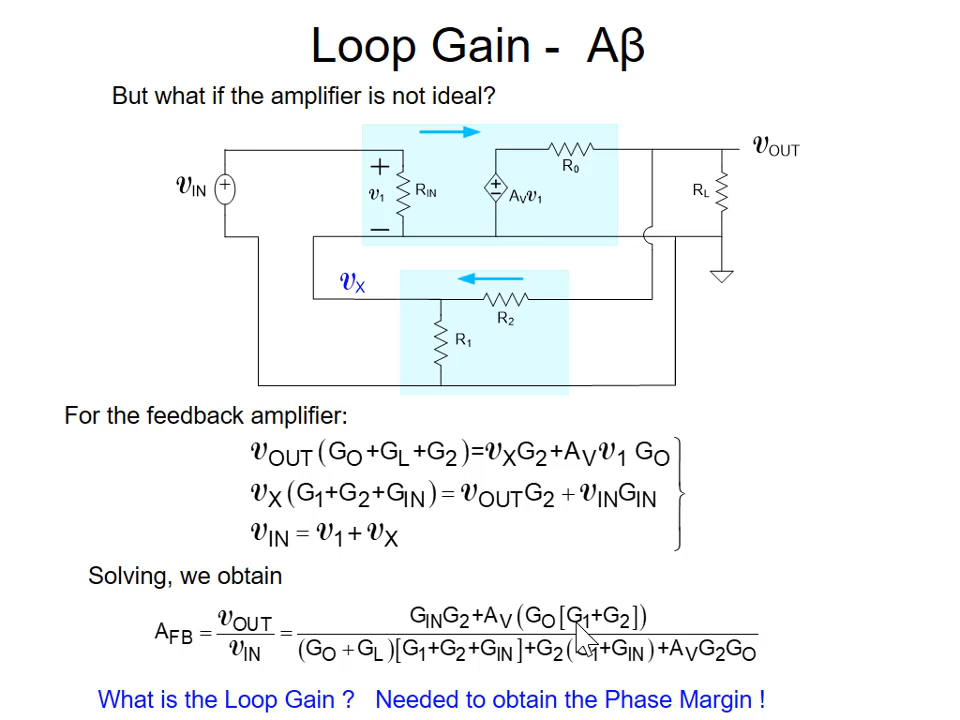 Loop Gain - Aβ
But what if the amplifier is not ideal?
𝒱IN
+
+
𝒱1
−
RIN
+
−
AV𝒱1
R0
RL
𝒱OUT
𝒱X
R2
R1
For the feedback amplifier:
𝒱OUT(GO+GL+G2)=𝒱XG2+AV𝒱1 GO
𝒱X(G1+G2+GIN)=𝒱OUTG2 + 𝒱INGIN
𝒱IN = 𝒱1+𝒱X
Solving, we obtain
AFB = 𝒱OUT/𝒱IN = GING2+AV(GO[G1+G2]) / (GO+GL)[G1+G2+GIN]+G2(1+GIN)+AVG2GO
What is the Loop Gain ? Needed to obtain the Phase Margin !